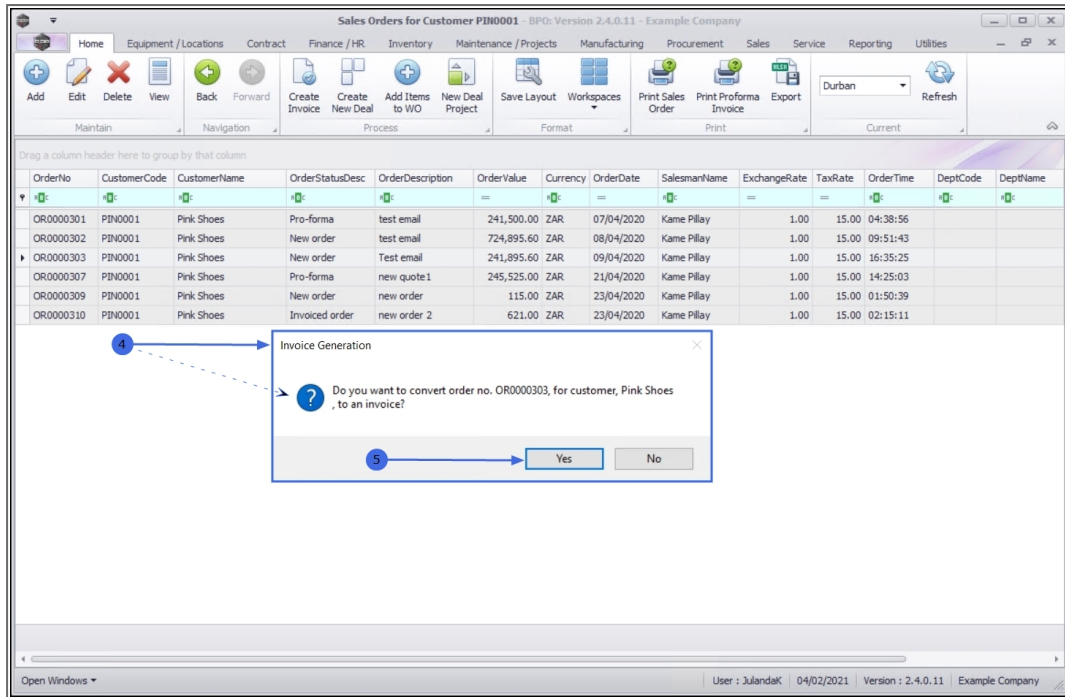 Sales Orders for Customer PIN0001 - BPO: Version 2.4.0.11 - Example Company
Home Equipment / Locations Contract Finance / HR Inventory Maintenance / Projects Manufacturing Procurement Sales Service Reporting Utilities
Add Edit Delete View Back Forward Create Invoice Create New Deal Add Items to WO New Deal Project Save Layout Workspaces Print Sales Order Print Proforma Invoice Export Durban Refresh
Maintain Navigation Process Format Print Current
Drag a column header here to group by that column
OrderNo CustomerCode CustomerName OrderStatusDesc OrderDescription OrderValue Currency OrderDate SalesmanName ExchangeRate TaxRate OrderTime DeptCode DeptName
OR0000301 PIN0001 Pink Shoes Pro-forma test email 241,500.00 ZAR 07/04/2020 Kame Pillay 1.00 15.00 04:38:56
OR0000302 PIN0001 Pink Shoes New order test email 724,895.60 ZAR 08/04/2020 Kame Pillay 1.00 15.00 09:51:43
OR0000303 PIN0001 Pink Shoes New order Test email 241,895.60 ZAR 09/04/2020 Kame Pillay 1.00 15.00 16:35:25
OR0000307 PIN0001 Pink Shoes Pro-forma new quote1 245,525.00 ZAR 21/04/2020 Kame Pillay 1.00 15.00 14:25:03
OR0000309 PIN0001 Pink Shoes New order new order 115.00 ZAR 23/04/2020 Kame Pillay 1.00 15.00 01:50:39
OR0000310 PIN0001 Pink Shoes Invoiced order new order 2 621.00 ZAR 23/04/2020 Kame Pillay 1.00 15.00 02:15:11
4 Invoice Generation
Do you want to convert order no. OR0000303, for customer, Pink Shoes
, to an invoice?
5 Yes No
Open Windows User : JulandaK 04/02/2021 Version : 2.4.0.11 Example Company